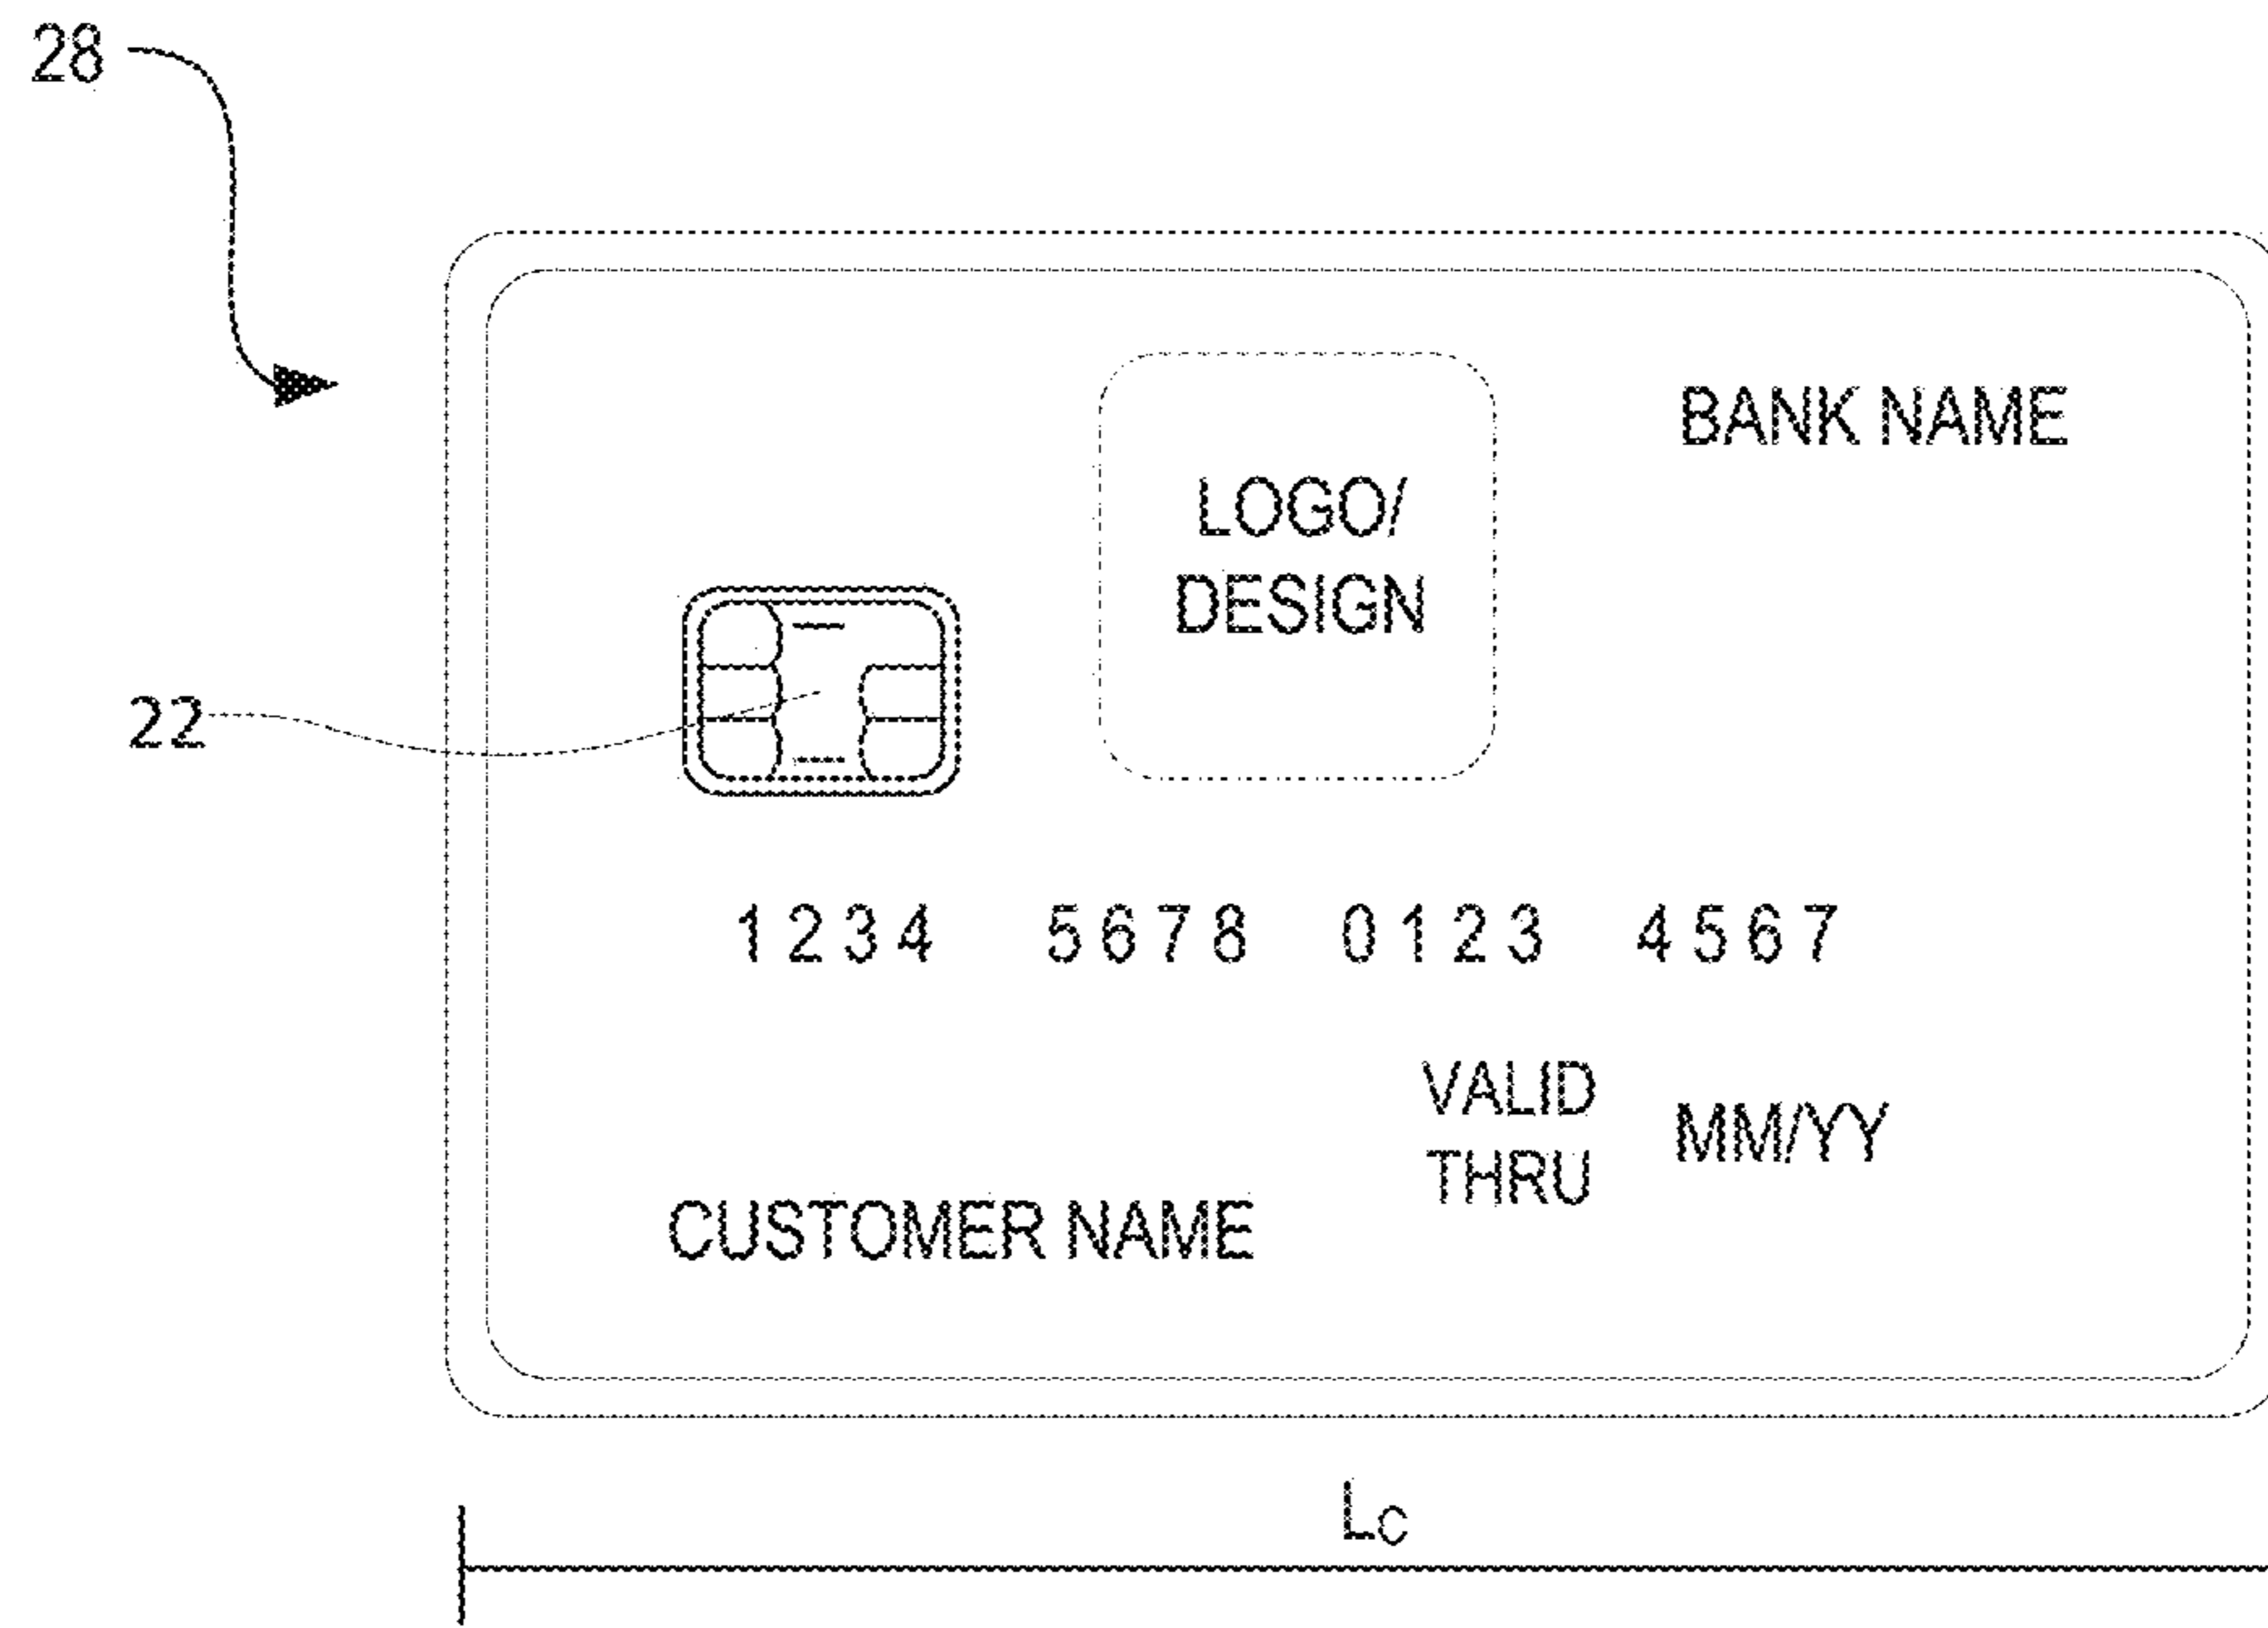 28
BANK NAME
LOGO/
DESIGN
22
1234 5678 0123 4567
VALID
THRU
MM/YY
CUSTOMER NAME
LC